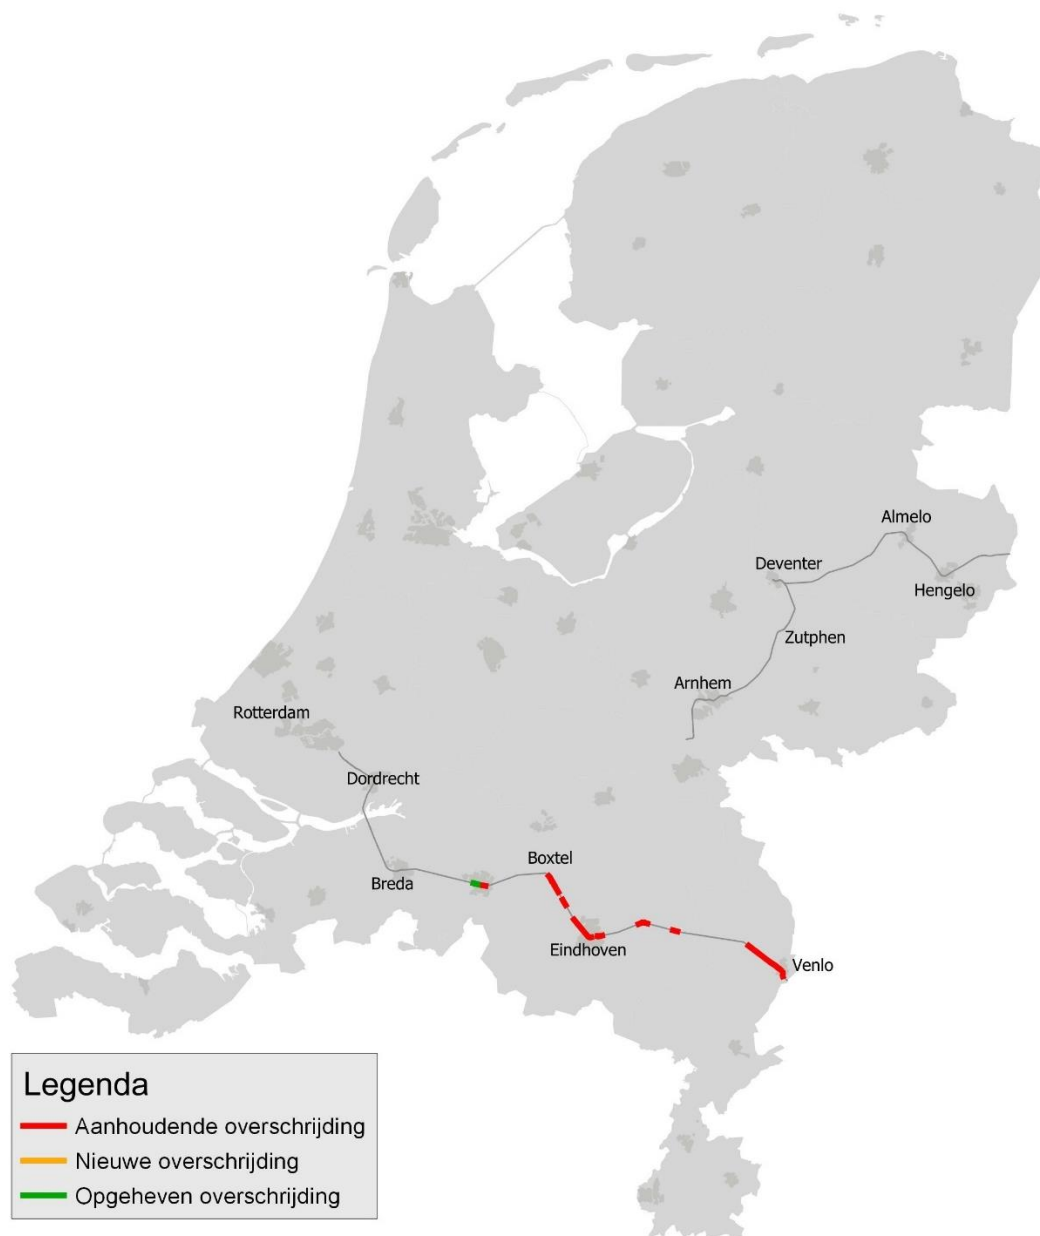 Almelo
Deventer
Hengelo
Zutphen
Arnhem
Rotterdam
Dordrecht
Boxtel
Breda
Eindhoven
Venlo
Legenda
Aanhoudende overschrijding
Nieuwe overschrijding
Opgeheven overschrijding